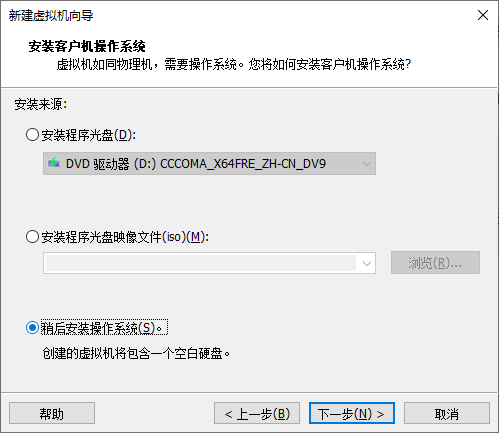 新建虚拟机向导
安装客户机操作系统
虚拟机如同物理机，需要操作系统。您将如何安装客户机操作系统?
安装来源:
安装程序光盘(D):
DVD 驱动器 (D:) CCCOMA_X64FRE_ZH-CN_DV9
安装程序光盘映像文件(iso)(M):
浏览(R)...
稍后安装操作系统(S)。
创建的虚拟机将包含一个空白硬盘。
帮助
< 上一步(B)
下一步(N) >
取消